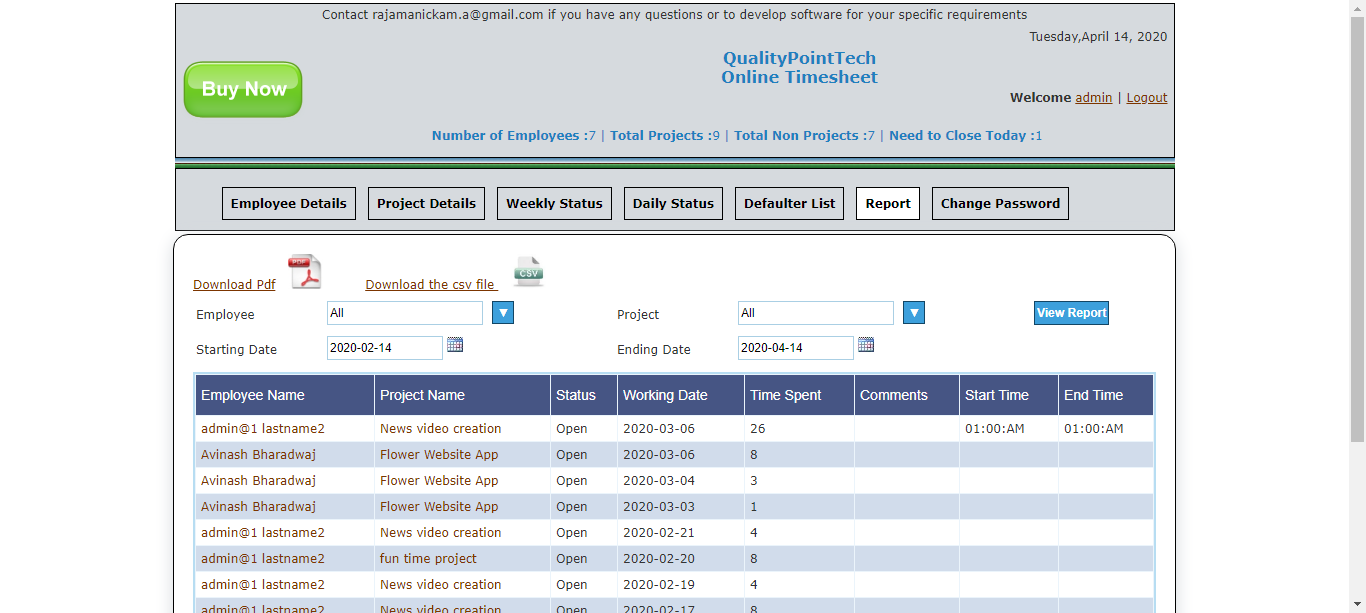 Contact rajamanickam.a@gmail.com if you have any questions or to develop software for your specific requirements
Tuesday,April 14, 2020
Buy Now
QualityPointTech
Online Timesheet
Welcome admin | Logout
Number of Employees :7 | Total Projects :9 | Total Non Projects :7 | Need to Close Today :1
Employee Details Project Details Weekly Status Daily Status Defaulter List Report Change Password
Download Pdf PDF Download the csv file CSV
Employee All Project All View Report
Starting Date 2020-02-14 Ending Date 2020-04-14
Employee Name Project Name Status Working Date Time Spent Comments Start Time End Time
admin@1 lastname2 News video creation Open 2020-03-06 26 01:00:AM 01:00:AM
Avinash Bharadwaj Flower Website App Open 2020-03-06 8
Avinash Bharadwaj Flower Website App Open 2020-03-04 3
Avinash Bharadwaj Flower Website App Open 2020-03-03 1
admin@1 lastname2 News video creation Open 2020-02-21 4
admin@1 lastname2 fun time project Open 2020-02-20 8
admin@1 lastname2 News video creation Open 2020-02-19 4
admin@1 lastname2 News video creation Open 2020-02-17 8